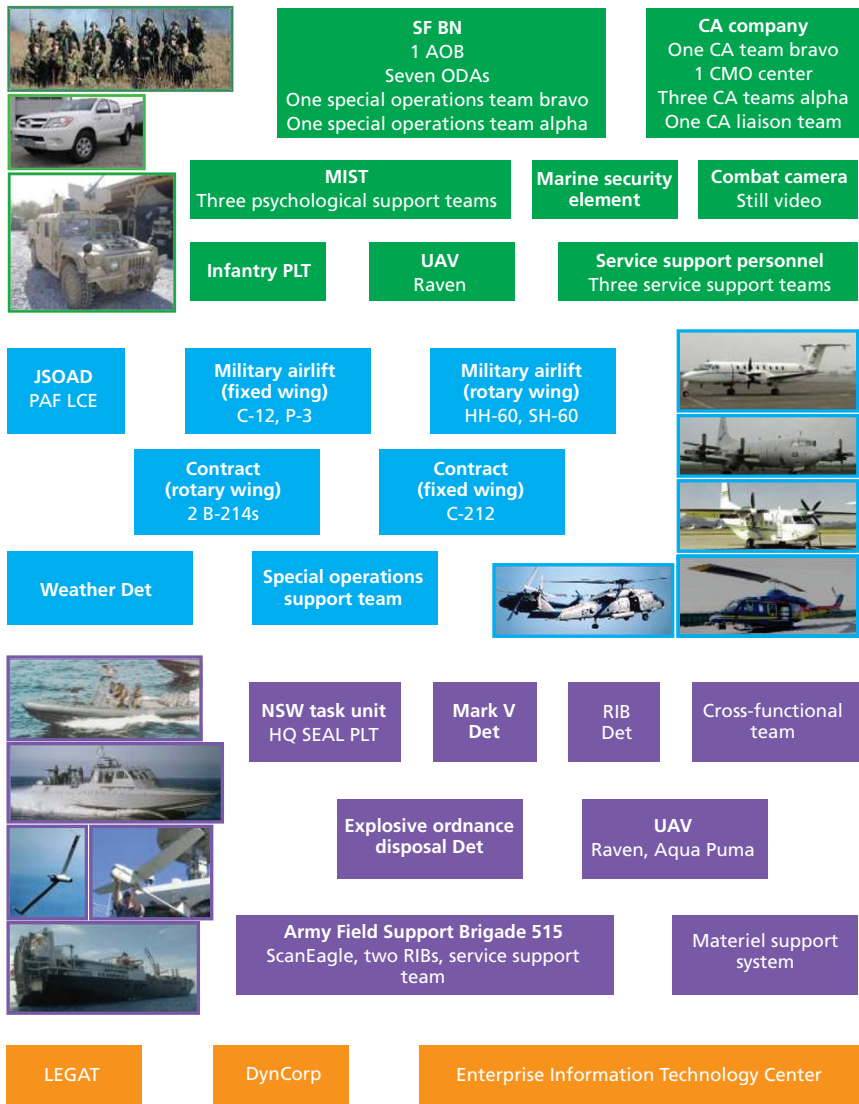 SF BN
1 AOB
Seven ODAs
One special operations team bravo
One special operations team alpha
CA company
One CA team bravo
1 CMO center
Three CA teams alpha
One CA liaison team
MIST
Three psychological support teams
Marine security
element
Combat camera
Still video
Infantry PLT
UAV
Raven
Service support personnel
Three service support teams
JSOAD
PAF LCE
Military airlift
(fixed wing)
C-12, P-3
Military airlift
(rotary wing)
HH-60, SH-60
Contract
(rotary wing)
2 B-214s
Contract
(fixed wing)
C-212
Weather Det
Special operations
support team
NSW task unit
HQ SEAL PLT
Mark V
Det
RIB
Det
Cross-functional
team
Explosive ordnance
disposal Det
UAV
Raven, Aqua Puma
Army Field Support Brigade 515
ScanEagle, two RIBs, service support
team
Materiel support
system
LEGAT
DynCorp
Enterprise Information Technology Center